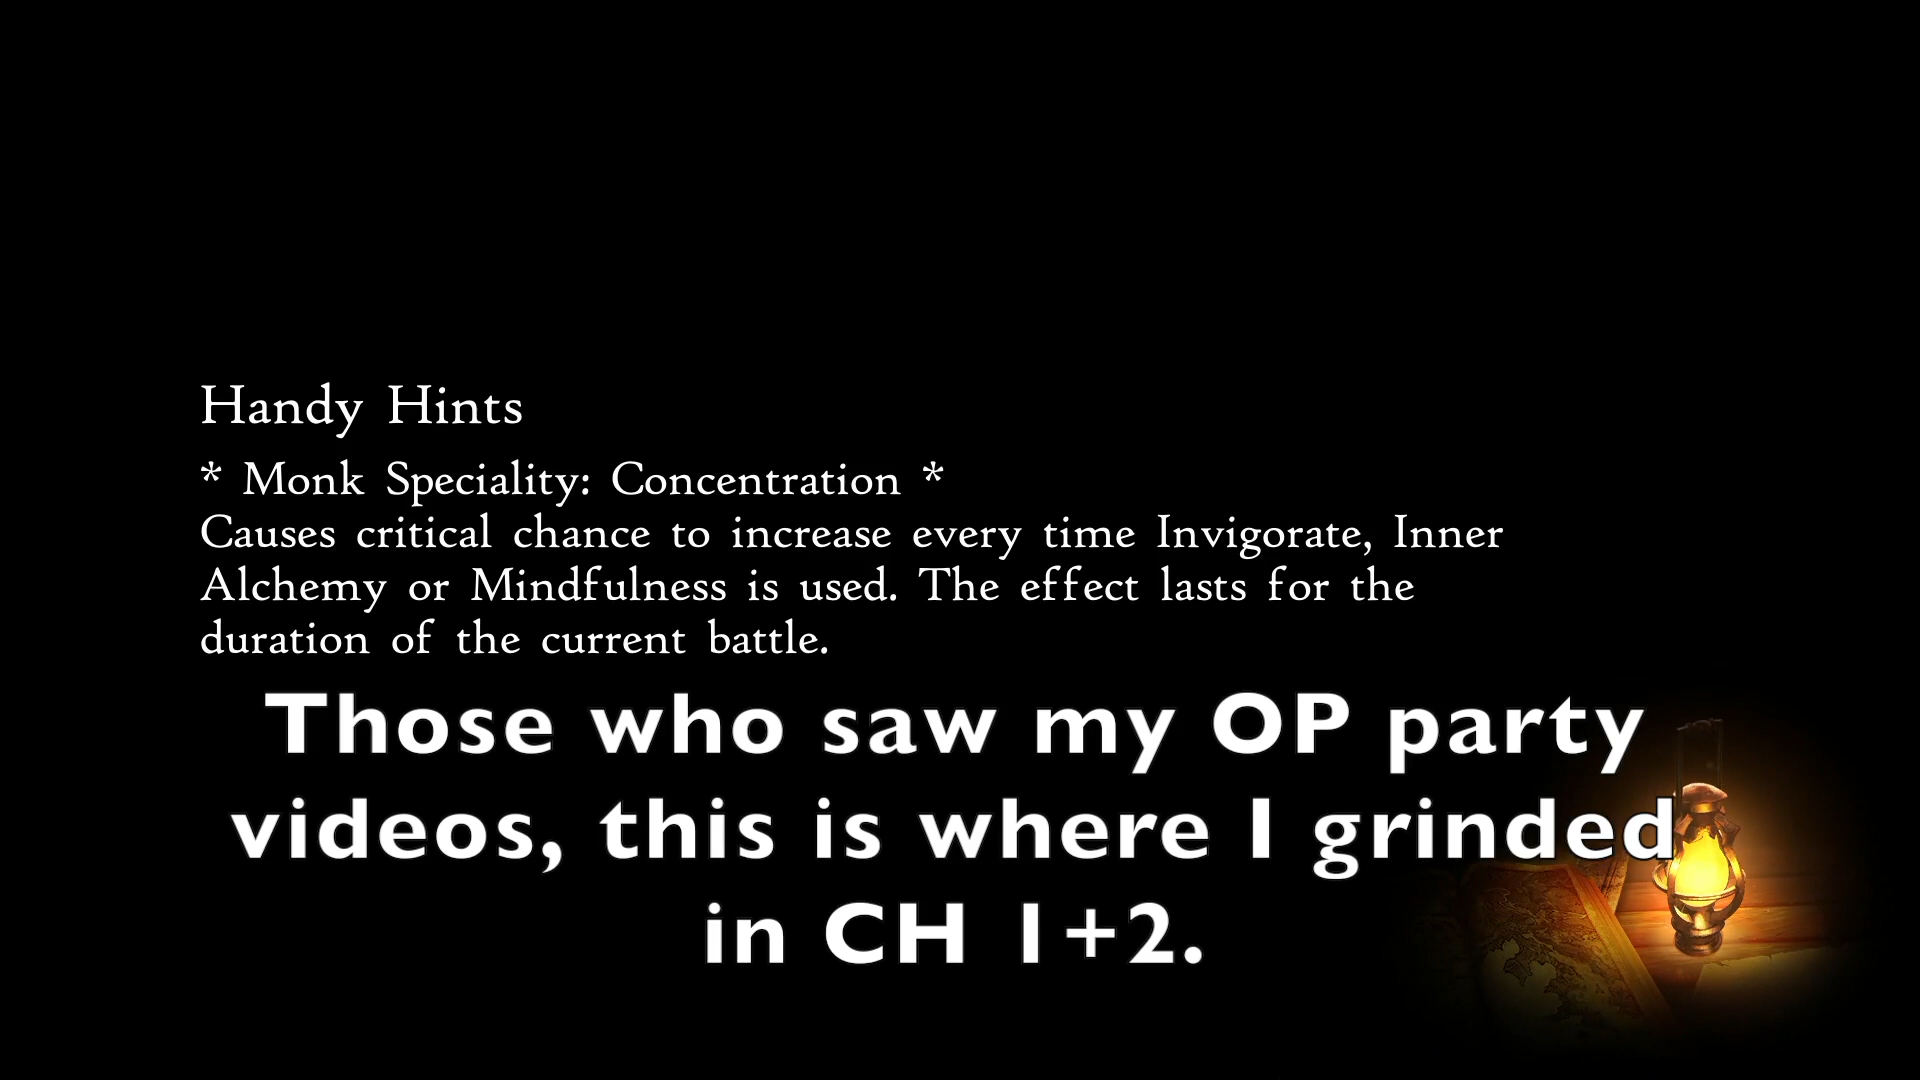 Handy Hints
* Monk Speciality: Concentration *
Causes critical chance to increase every time Invigorate, Inner
Alchemy or Mindfulness is used. The effect lasts for the
duration of the current battle.
Those who saw my OP party
videos, this is where I grinded
in CH 1+2.